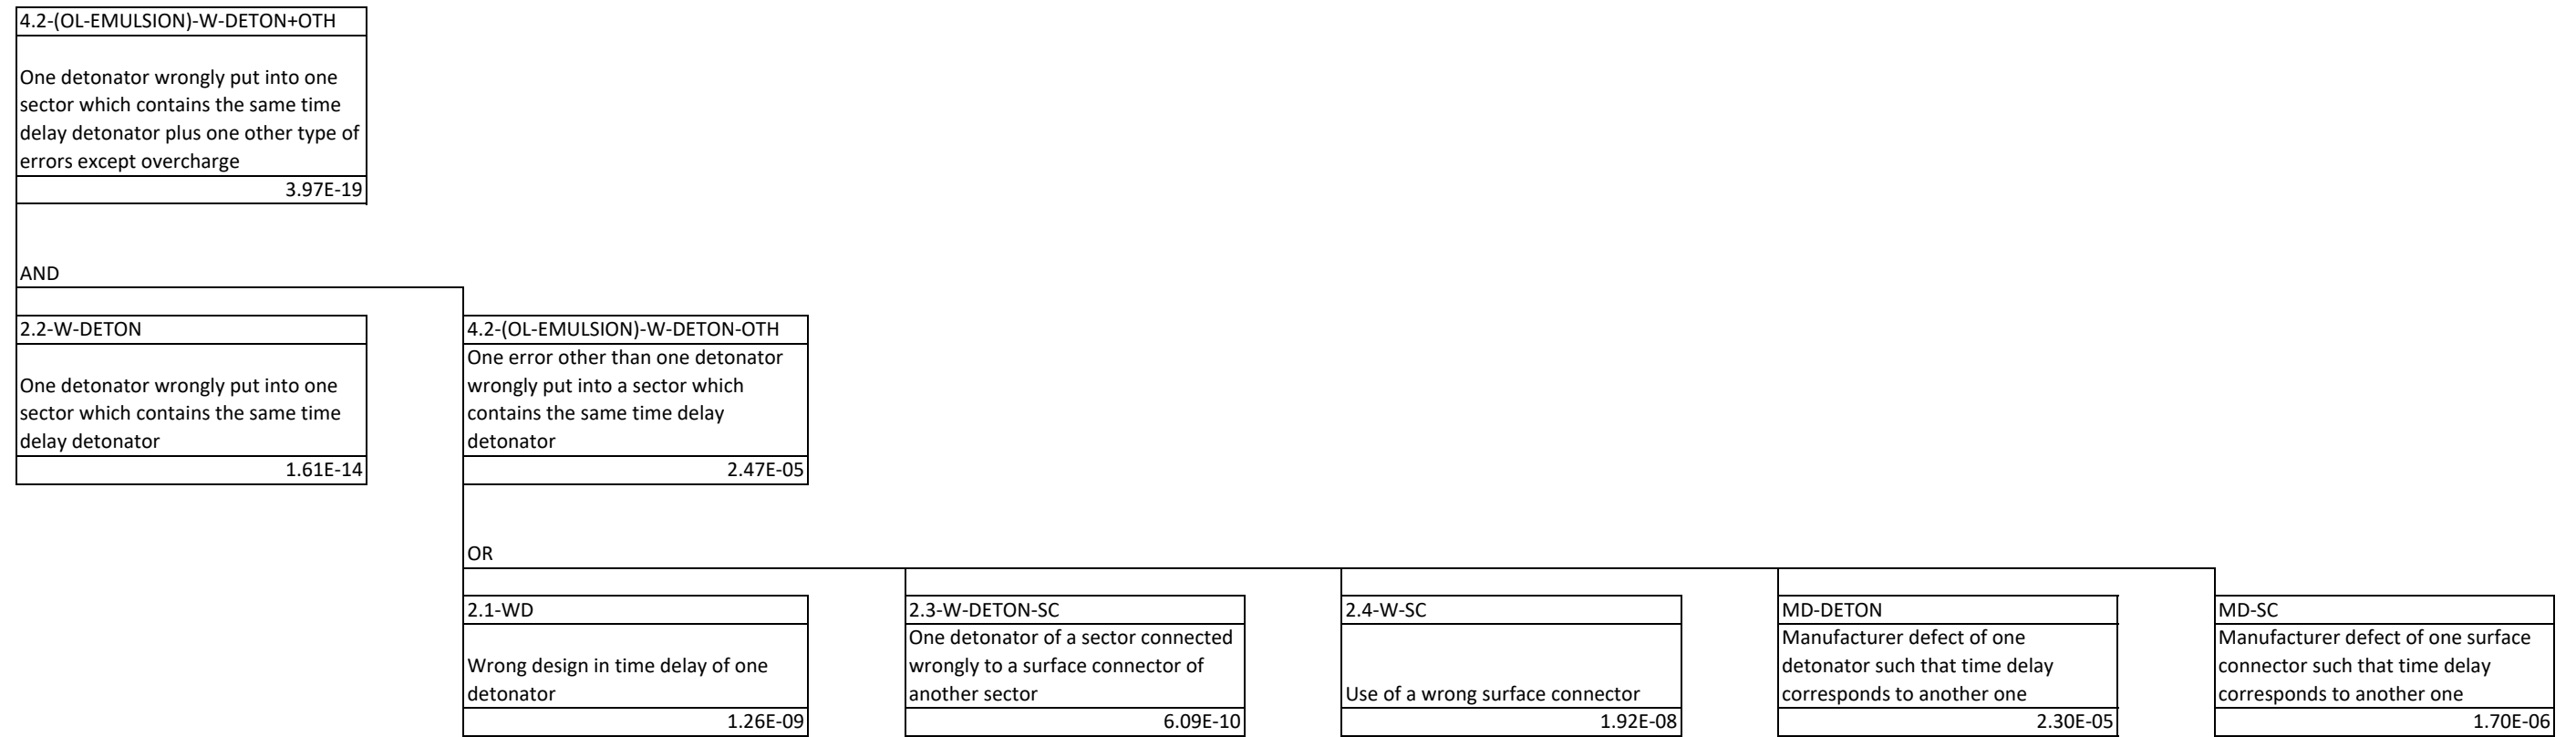 4.2-(OL-EMULSION)-W-DETON+OTH
One detonator wrongly put into one
sector which contains the same time
delay detonator plus one other type of
errors except overcharge
3.97E-19
AND
2.2-W-DETON
One detonator wrongly put into one
sector which contains the same time
delay detonator
1.61E-14
4.2-(OL-EMULSION)-W-DETON-OTH
One error other than one detonator
wrongly put into a sector which
contains the same time delay
detonator
2.47E-05
OR
2.1-WD
Wrong design in time delay of one
detonator
1.26E-09
2.3-W-DETON-SC
One detonator of a sector connected
wrongly to a surface connector of
another sector
6.09E-10
2.4-W-SC
Use of a wrong surface connector
1.92E-08
MD-DETON
Manufacturer defect of one
detonator such that time delay
corresponds to another one
2.30E-05
MD-SC
Manufacturer defect of one surface
connector such that time delay
corresponds to another one
1.70E-06